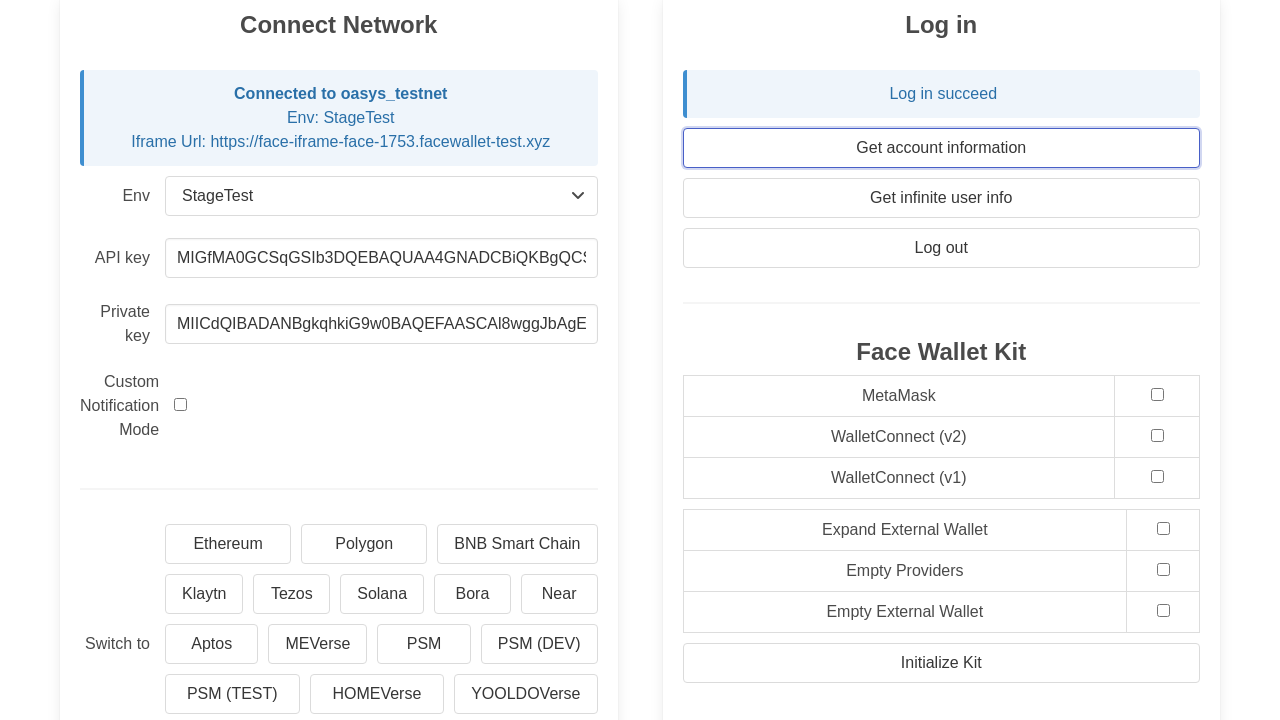 Connect Network
Connected to oasys_testnet
Env: StageTest
Iframe Url: https://face-iframe-face-1753.facewallet-test.xyz
Env
StageTest
API key
MIGfMA0GCSqGSIb3DQEBAQUAA4GNADCBiQKBgQCS
Private
key
MIICdQIBADANBgkqhkiG9w0BAQEFAASCAl8wggJbAgE
Custom
Notification
Mode
Ethereum
Polygon
BNB Smart Chain
Klaytn
Tezos
Solana
Bora
Near
Switch to
Aptos
MEVerse
PSM
PSM (DEV)
PSM (TEST)
HOMEVerse
YOOLDOVerse
Log in
Log in succeed
Get account information
Get infinite user info
Log out
Face Wallet Kit
MetaMask
WalletConnect (v2)
WalletConnect (v1)
Expand External Wallet
Empty Providers
Empty External Wallet
Initialize Kit